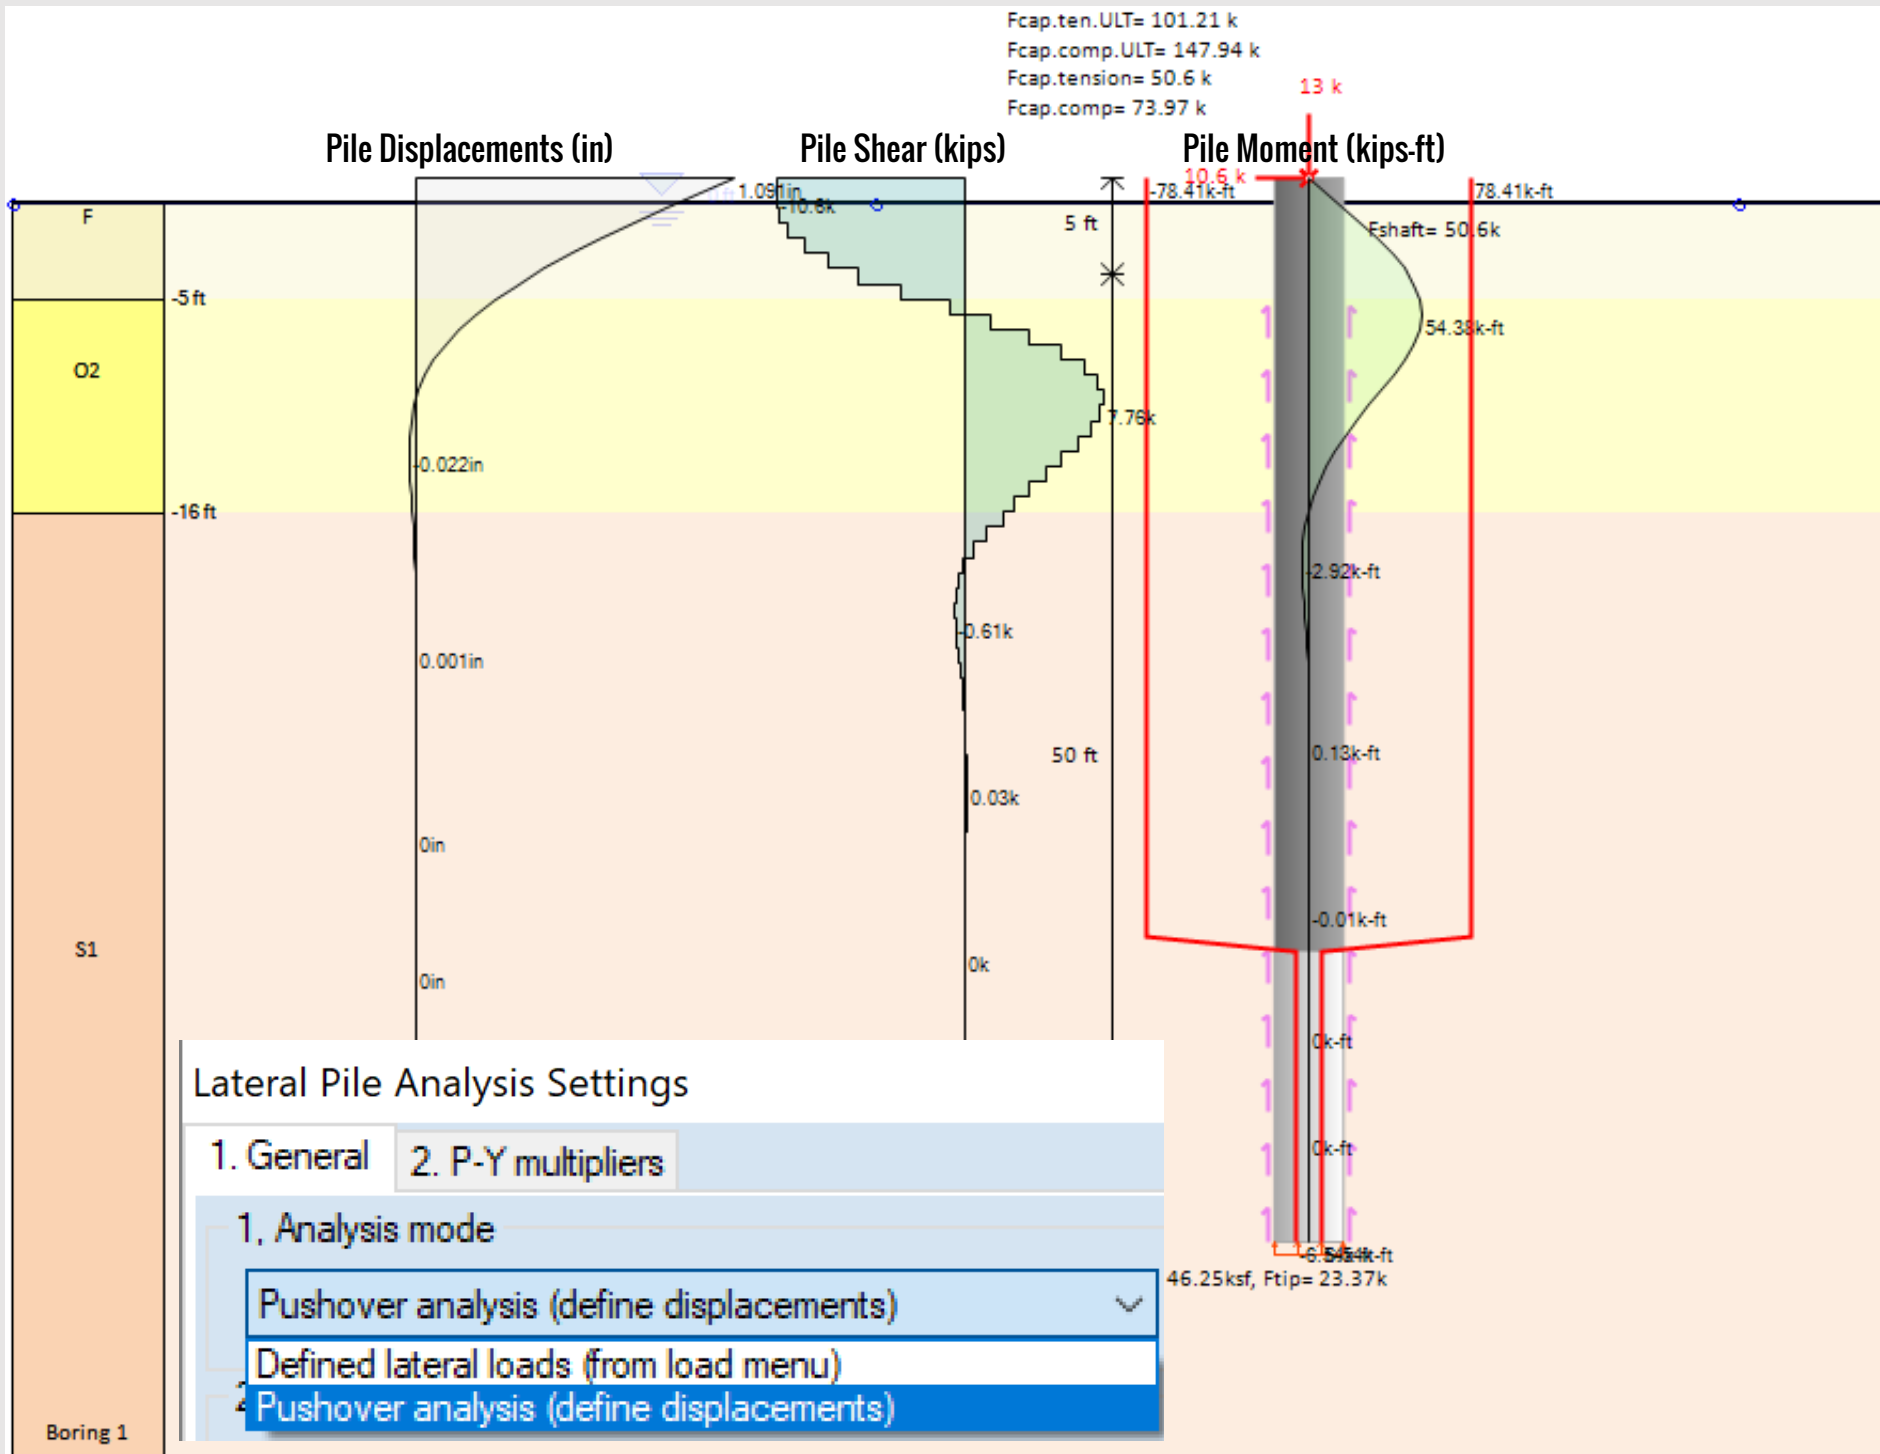 Fcap.ten.ULT= 101.21 k
Fcap.comp.ULT= 147.94 k
Fcap.tension= 50.6 k
Fcap.comp= 73.97 k
13 k
Pile Displacements (in)
Pile Shear (kips)
Pile Moment (kips-ft)
10.6 k
1.091in
-10.6k
-78.41k-ft
78.41k-ft
F
5 ft
Fshaft= 50.6k
-5 ft
54.38k-ft
O2
7.76k
-0.022in
-16 ft
-2.92k-ft
-0.61k
0.001in
50 ft
0.13k-ft
0.03k
0in
-0.01k-ft
S1
0k
0in
0k-ft
0k-ft
46.25ksf, Ftip= 23.37k
Lateral Pile Analysis Settings
1. General
2. P-Y multipliers
1, Analysis mode
Pushover analysis (define displacements)
Defined lateral loads (from load menu)
Pushover analysis (define displacements)
Boring 1